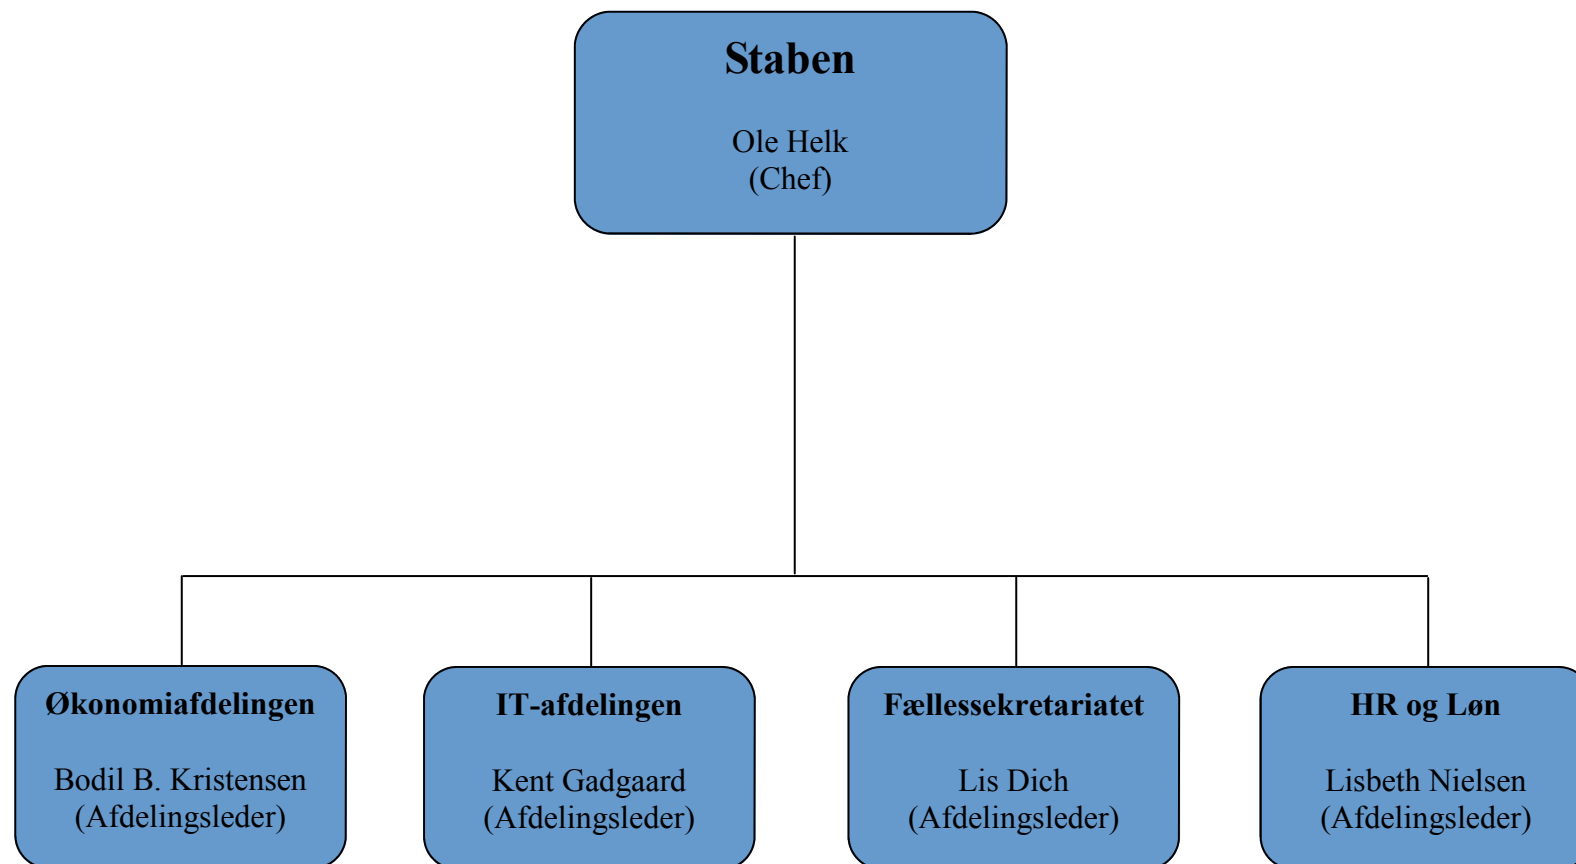 Staben
Ole Helk
(Chef)
Økonomiafdelingen
Bodil B. Kristensen
(Afdelingsleder)
IT-afdelingen
Kent Gadgaard
(Afdelingsleder)
Fællessekretariatet
Lis Dich
(Afdelingsleder)
HR og Løn
Lisbeth Nielsen
(Afdelingsleder)